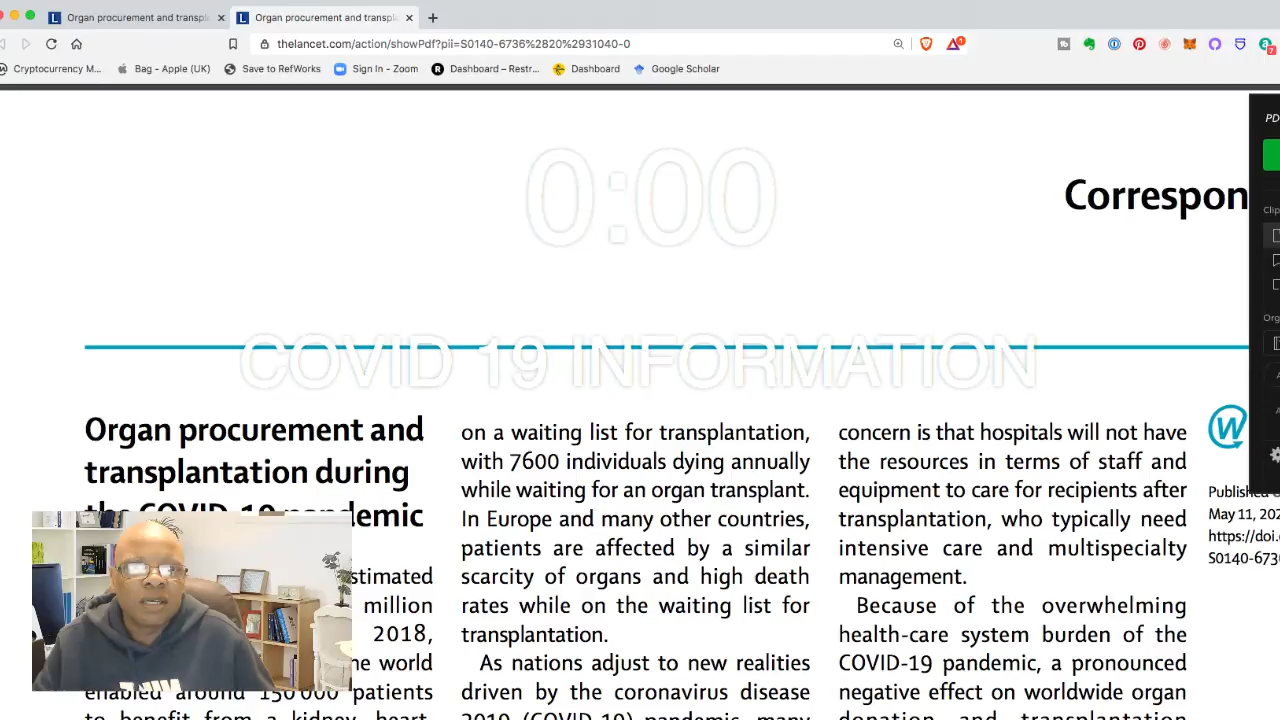 Organ procurement and transpl
Organ procurement and transpla
thelancet.com/action/showPdf?pii=S0140-6736%2820%2931040-0
Cryptocurrency M...
Bag - Apple (UK)
Save to RefWorks
Sign In - Zoom
Dashboard – Restr...
Dashboard
Google Scholar
0:00
Correspon
COVID 19 INFORMATION
Organ procurement and
transplantation during
the COVID-19 pandemic
stimated
million
2018,
he world
enabled around 150 000 patients
to benefit from a kidney, heart,
on a waiting list for transplantation,
with 7600 individuals dying annually
while waiting for an organ transplant.
In Europe and many other countries,
patients are affected by a similar
scarcity of organs and high death
rates while on the waiting list for
transplantation.
As nations adjust to new realities
driven by the coronavirus disease
2019 (COVID-19) pandemic, many
concern is that hospitals will not have
the resources in terms of staff and
equipment to care for recipients after
transplantation, who typically need
intensive care and multispecialty
management.
Because of the overwhelming
health-care system burden of the
COVID-19 pandemic, a pronounced
negative effect on worldwide organ
donation and transplantation
W
Published
May 11, 202
https://doi.
S0140-673
PD
Clip
Org